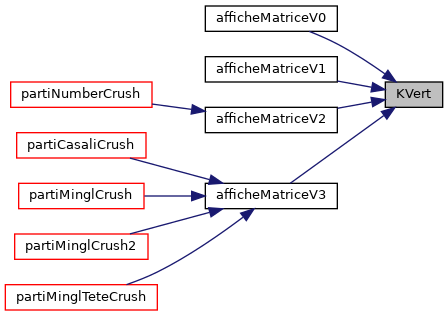 afficheMatriceV0
afficheMatriceV1
KVert
partiNumberCrush
afficheMatriceV2
partiCasaliCrush
partiMinglCrush
afficheMatriceV3
partiMinglCrush2
partiMinglTeteCrush